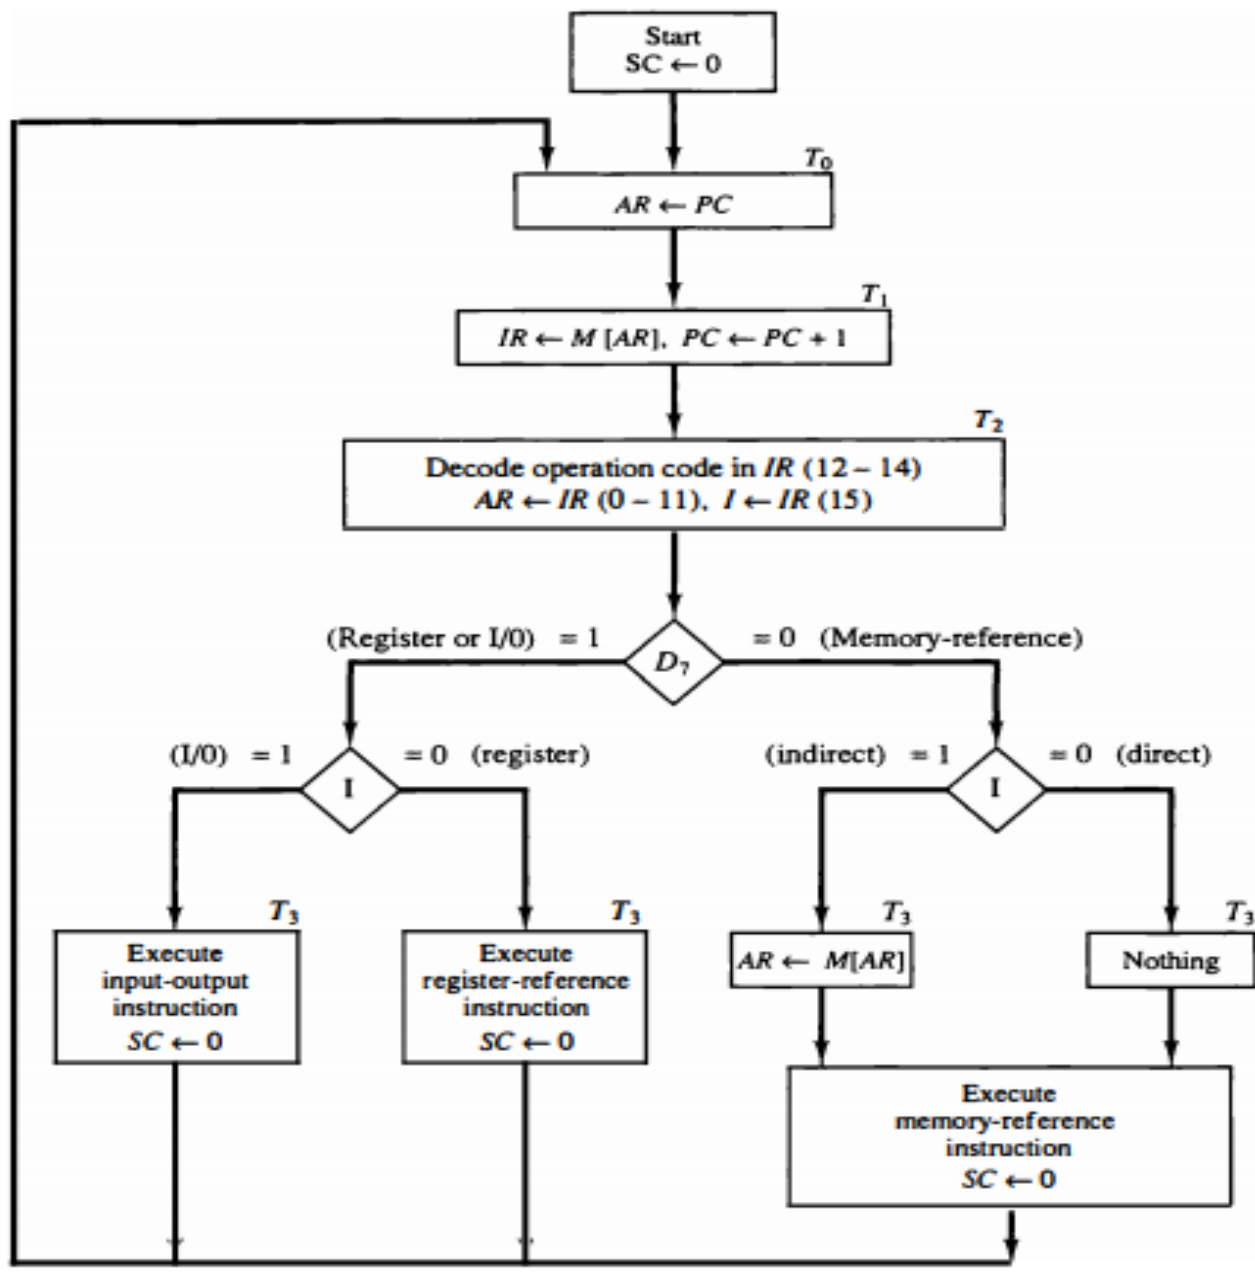 Start
SC ← 0
T₀
AR ← PC
T₁
IR ← M [AR], PC ← PC + 1
T₂
Decode operation code in IR (12 – 14)
AR ← IR (0 – 11), I ← IR (15)
(Register or I/0) = 1
= 0 (Memory-reference)
D₇
(I/0) = 1
= 0 (register)
(indirect) = 1
= 0 (direct)
I
I
T₃
T₃
T₃
T₃
Execute
input-output
instruction
SC ← 0
Execute
register-reference
instruction
SC ← 0
AR ← M[AR]
Nothing
Execute
memory-reference
instruction
SC ← 0